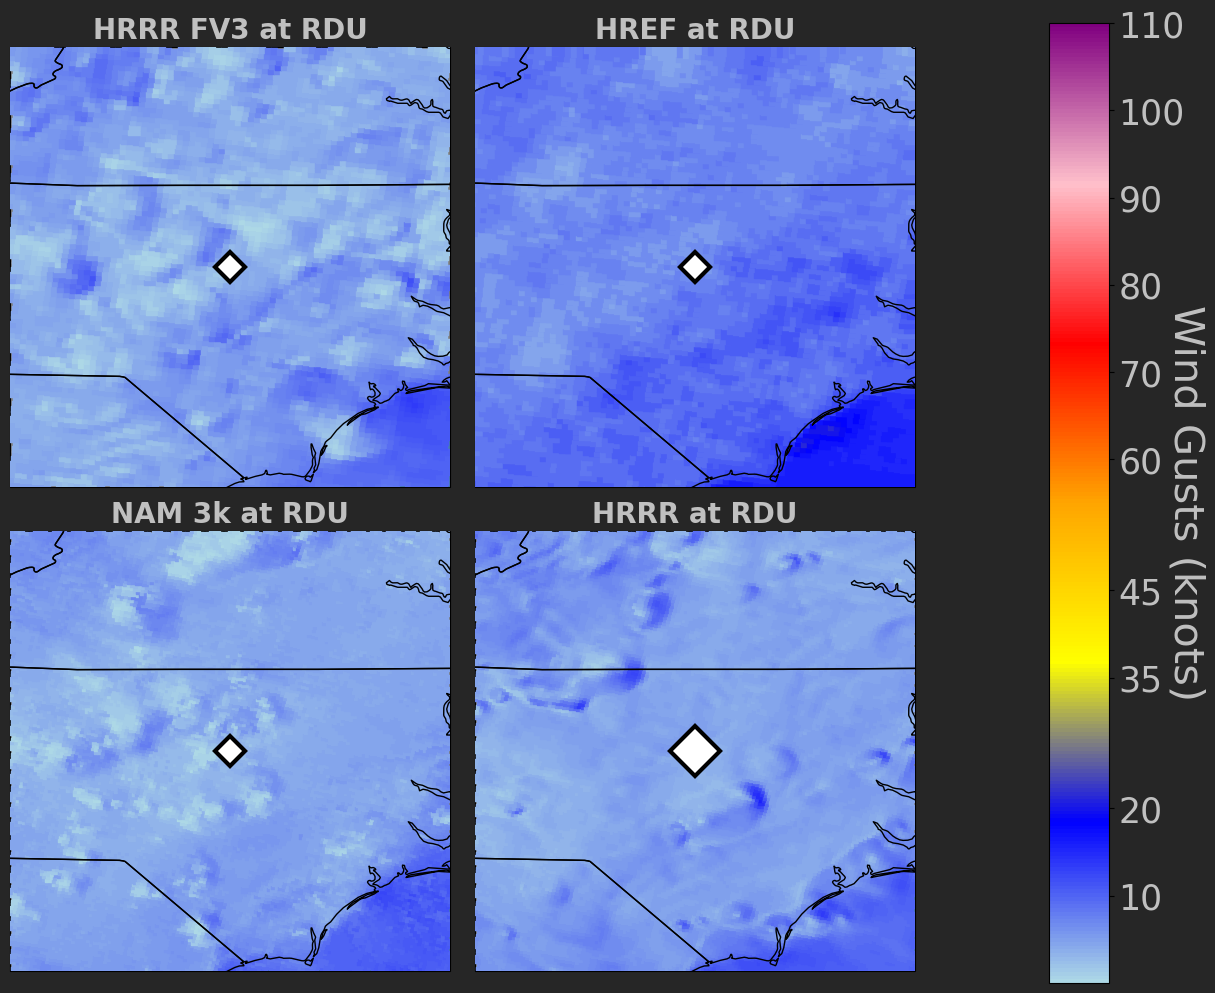 HRRR FV3 at RDU
HREF at RDU
NAM 3k at RDU
HRRR at RDU
110
100
90
80
70
60
45
35
20
10
Wind Gusts (knots)